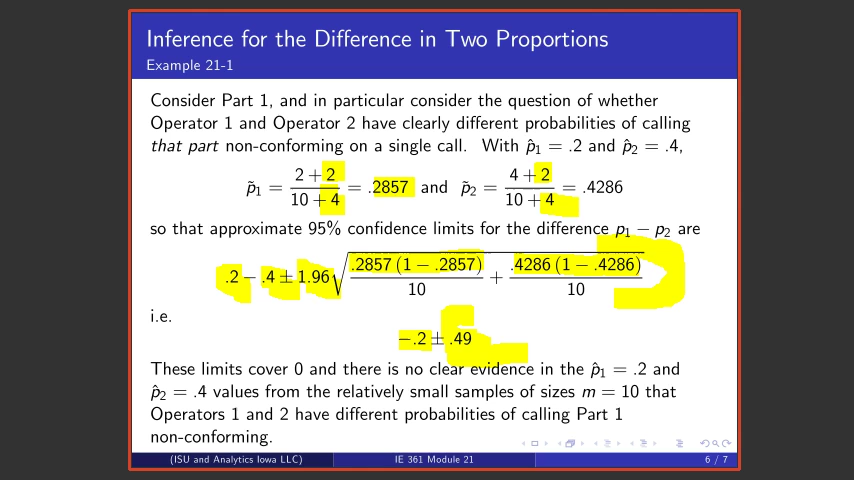 Inference for the Difference in Two Proportions
Example 21-1
Consider Part 1, and in particular consider the question of whether
Operator 1 and Operator 2 have clearly different probabilities of calling
that part non-conforming on a single call. With p̂₁ = .2 and p̂₂ = .4,
p̃₁ = (2 + 2)/(10 + 4) = .2857 and p̃₂ = (4 + 2)/(10 + 4) = .4286
so that approximate 95% confidence limits for the difference p₁ − p₂ are
.2 − .4 ± 1.96 √(.2857 (1 − .2857)/10 + .4286 (1 − .4286)/10)
i.e.
−.2 ± .49
These limits cover 0 and there is no clear evidence in the p̂₁ = .2 and
p̂₂ = .4 values from the relatively small samples of sizes m = 10 that
Operators 1 and 2 have different probabilities of calling Part 1
non-conforming.
(ISU and Analytics Iowa LLC) IE 361 Module 21 6 / 7